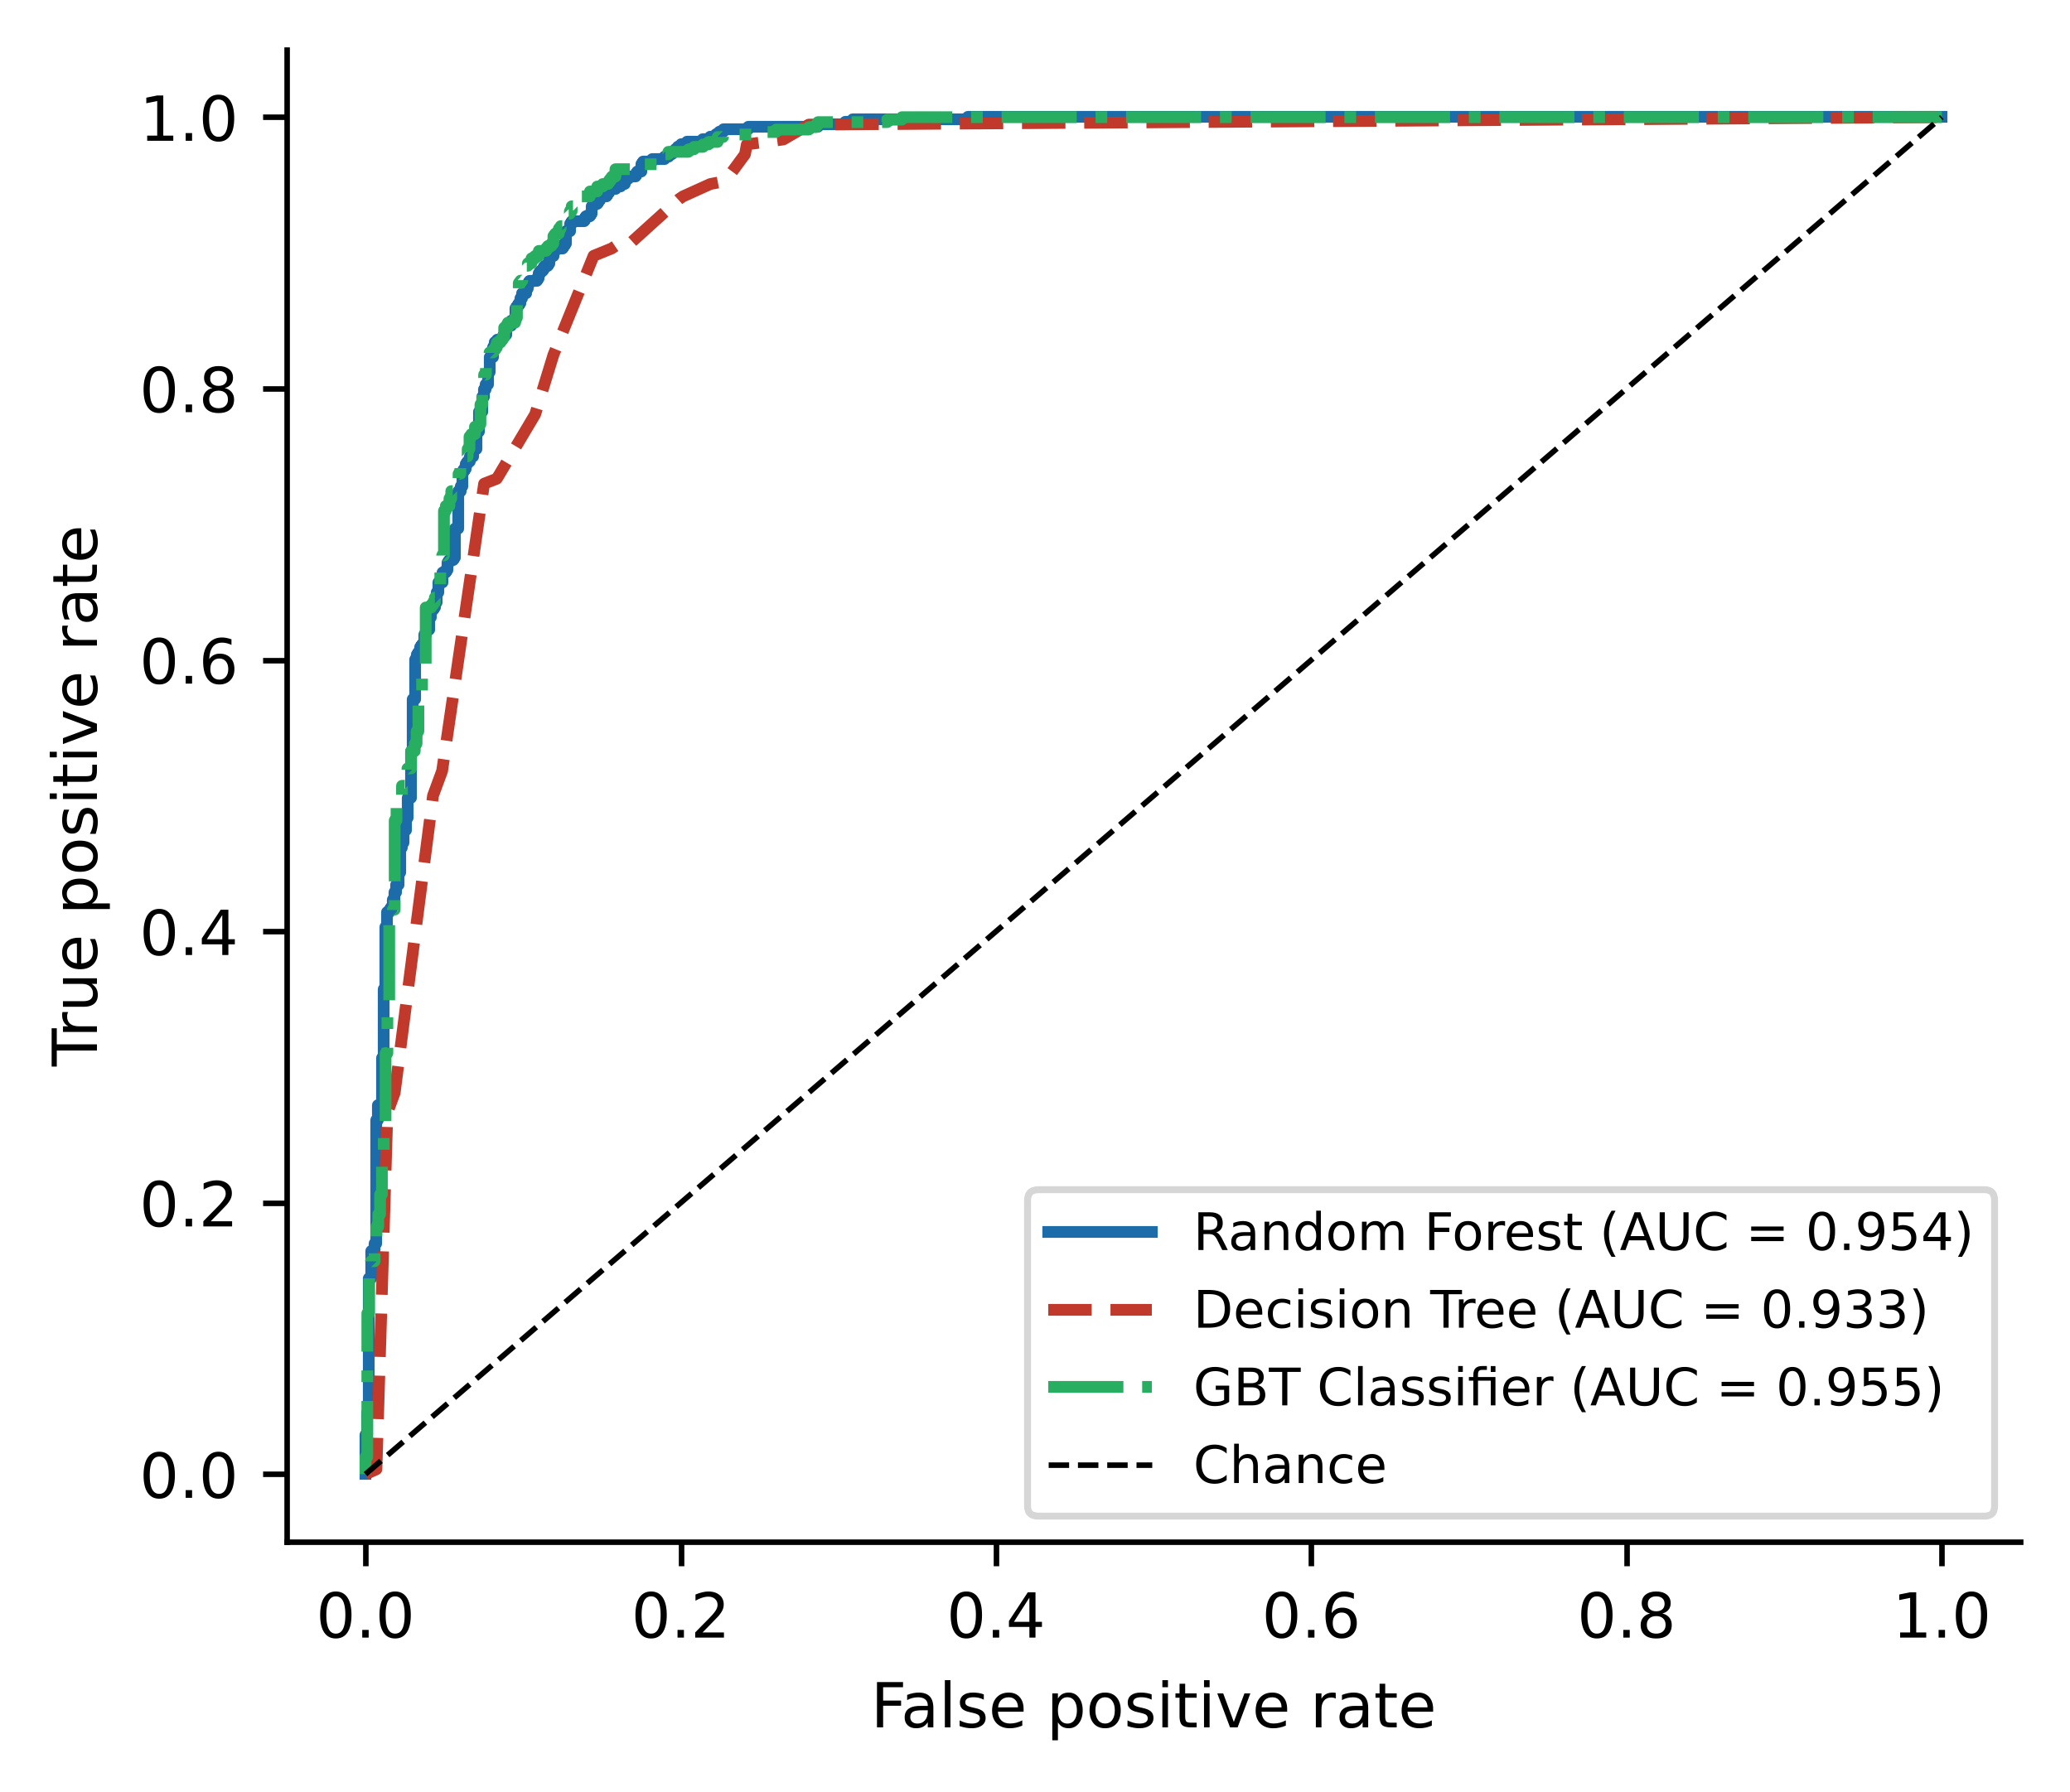 1.0
0.8
0.6
0.4
0.2
0.0
True positive rate
Random Forest (AUC = 0.954)
Decision Tree (AUC = 0.933)
GBT Classifier (AUC = 0.955)
Chance
0.0 0.2 0.4 0.6 0.8 1.0
False positive rate